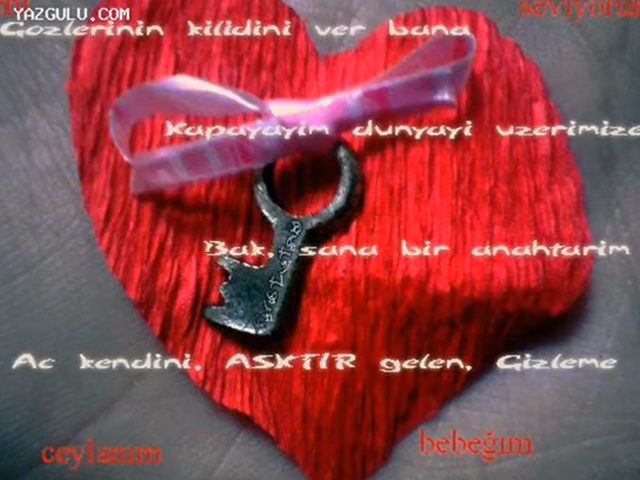 YAZGULU.COM
seviyorum
Gozlerinin kilidini ver bana
Kapayayim dunyayi uzerimize
Bak, sana bir anahtarim
Ac kendini, ASKTIR gelen, Gizleme
ceylanım bebeğım